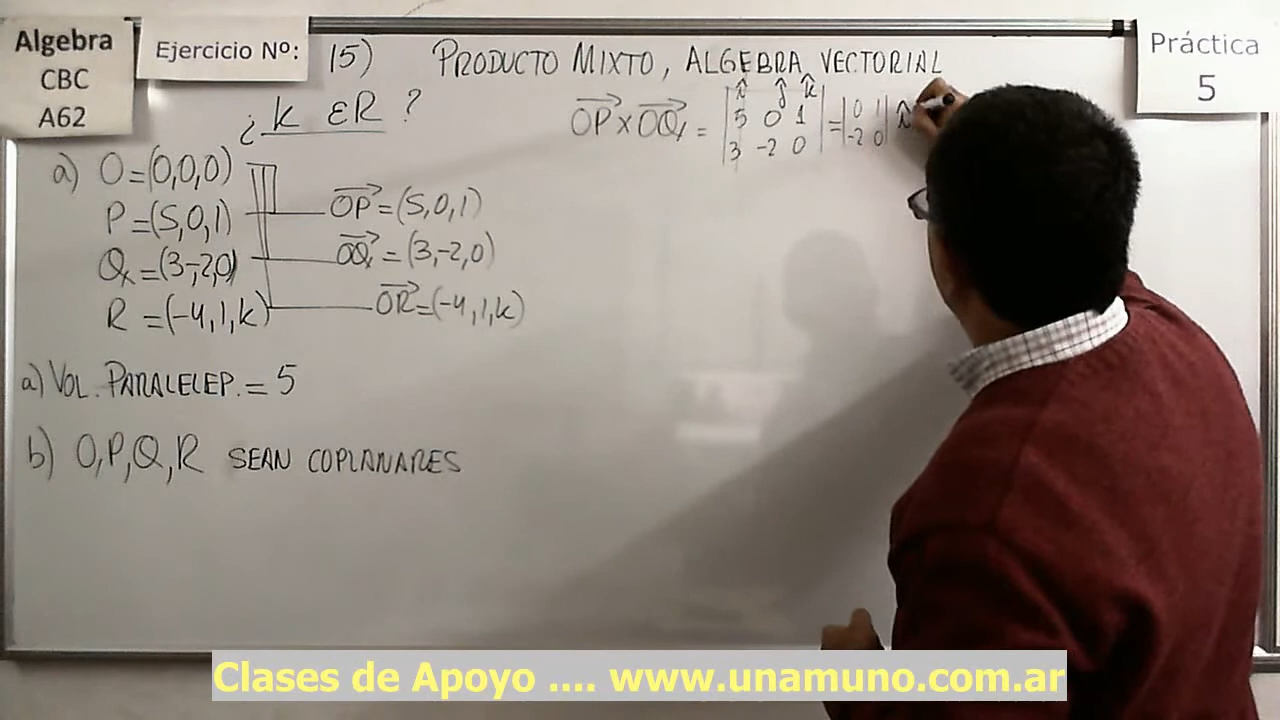 Algebra
CBC
A62
Ejercicio Nº:
15) PRODUCTO MIXTO, ALGEBRA VECTORIAL
Práctica
5
¿ K ∈ R ?
a) O=(0,0,0)
P=(5,0,1)
Q=(3,-2,0)
R=(-4,1,k)
OP=(5,0,1)
OQ=(3,-2,0)
OR=(-4,1,k)
OP×OQ = | î ĵ k̂ | = | 0 1 | î
| 5 0 1 | | -2 0 |
| 3 -2 0 |
a) VOL. PARALELEP. = 5
b) O,P,Q,R SEAN COPLANARES
Clases de Apoyo .... www.unamuno.com.ar